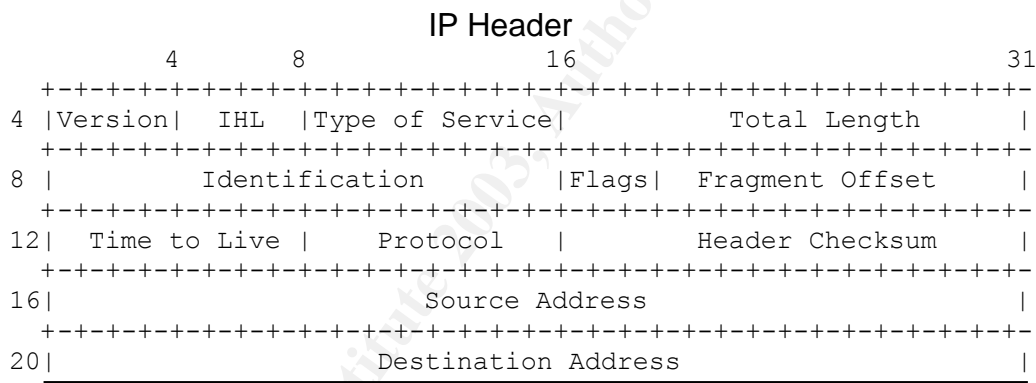 IP Header
4 8 16 31
+-+-+-+-+-+-+-+-+-+-+-+-+-+-+-+-+-+-+-+-+-+-+-+-+-+-+-+-+-+-+-+-
4 |Version| IHL |Type of Service| Total Length |
+-+-+-+-+-+-+-+-+-+-+-+-+-+-+-+-+-+-+-+-+-+-+-+-+-+-+-+-+-+-+-+-
8 | Identification |Flags| Fragment Offset |
+-+-+-+-+-+-+-+-+-+-+-+-+-+-+-+-+-+-+-+-+-+-+-+-+-+-+-+-+-+-+-+-
12| Time to Live | Protocol | Header Checksum |
+-+-+-+-+-+-+-+-+-+-+-+-+-+-+-+-+-+-+-+-+-+-+-+-+-+-+-+-+-+-+-+-
16| Source Address |
+-+-+-+-+-+-+-+-+-+-+-+-+-+-+-+-+-+-+-+-+-+-+-+-+-+-+-+-+-+-+-+-
20| Destination Address |
2003,